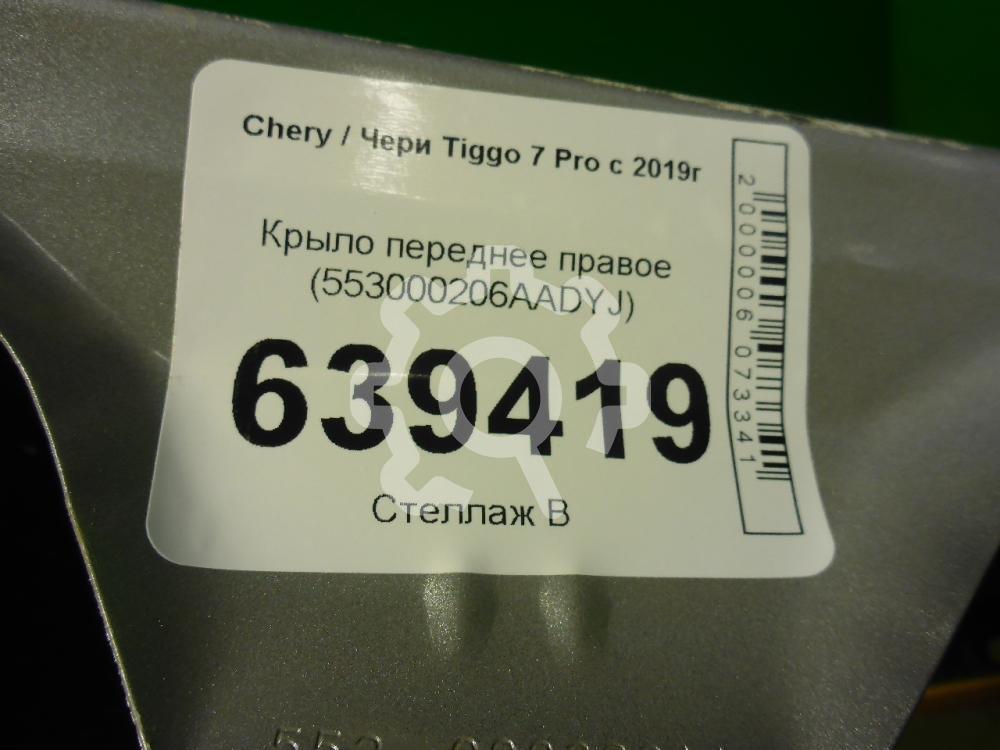 Chery / Чери Tiggo 7 Pro с 2019г
Крыло переднее правое
(553000206AADYJ)
639419
Стеллаж В
2000006073341